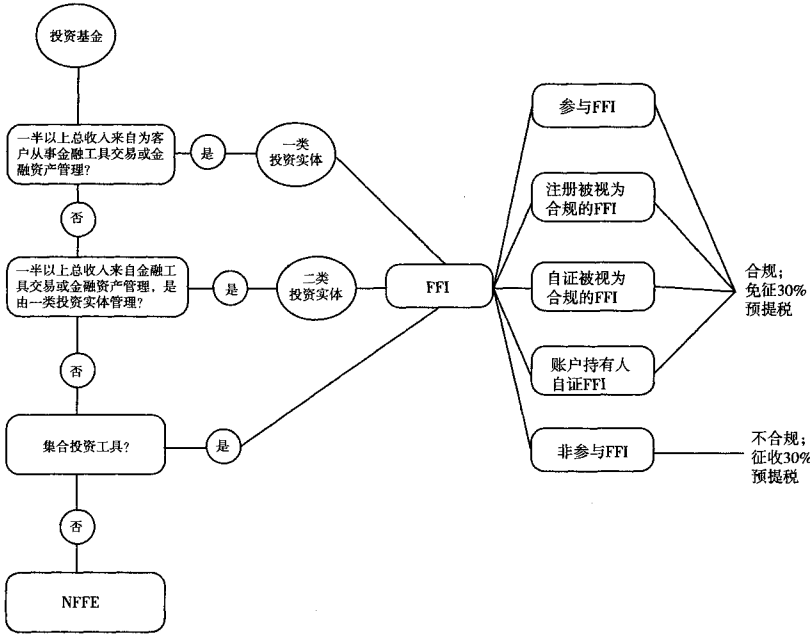 投资基金
一半以上总收入来自为客
户从事金融工具交易或金
融资产管理？
是
一类
投资实体
否
一半以上总收入来自金融工
具交易或金融资产管理，是
由一类投资实体管理？
是
二类
投资实体
否
集合投资工具？
是
否
NFFE
FFI
参与FFI
注册被视为
合规的FFI
自证被视为
合规的FFI
账户持有人
自证FFI
非参与FFI
合规；
免征30%
预提税
不合规；
征收30%
预提税